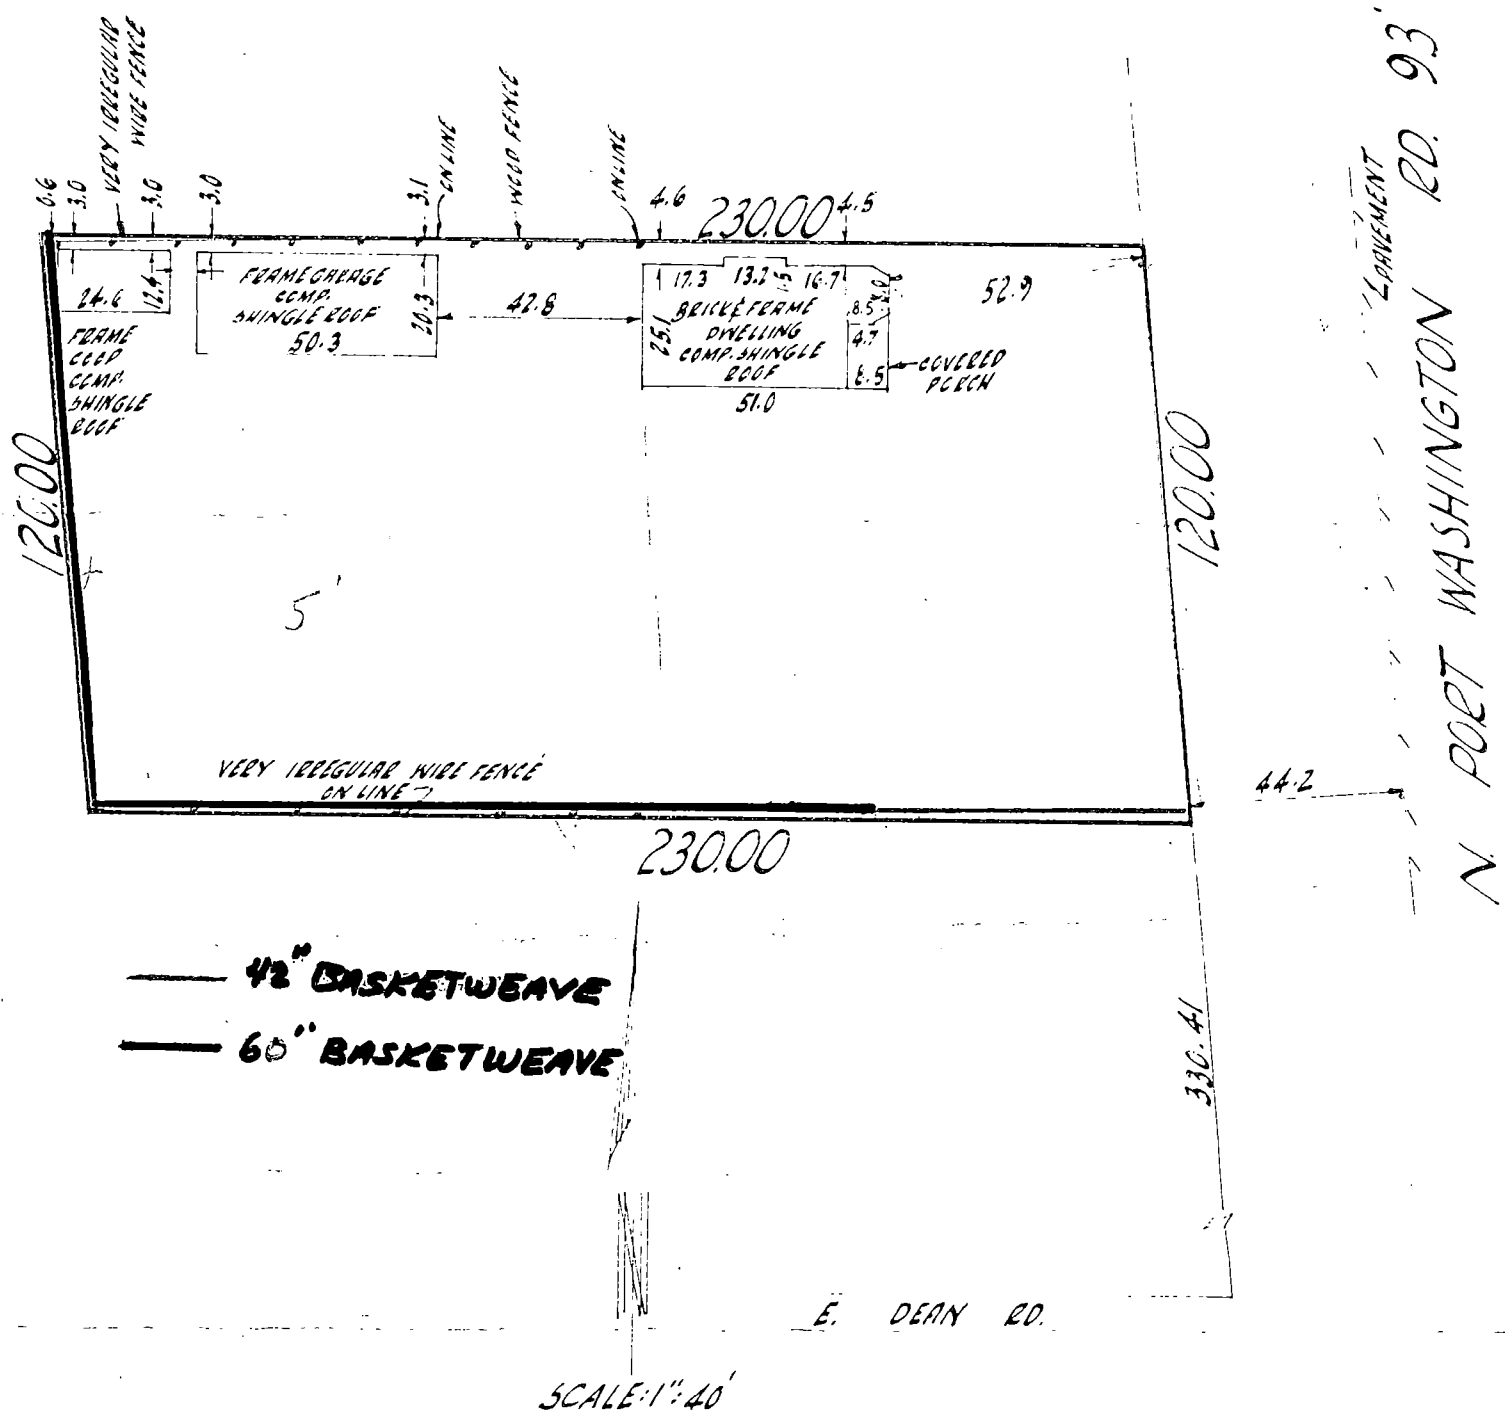 VERY IRREGULAR
WIRE FENCE
0.6
3.0
3.0
3.0
3.1
ON LINE
WOOD FENCE
ON LINE
4.6
230.00
4.5
24.6
12.4
FRAME
COOP
COMP.
SHINGLE
ROOF
FRAME GARAGE
COMP.
SHINGLE ROOF
50.3
20.3
42.8
17.3
13.2
1.5
16.7
25.1
BRICK & FRAME
DWELLING
COMP. SHINGLE
ROOF
8.5
4.7
8.5
51.0
COVERED
PORCH
52.9
PAVEMENT
N. PORT WASHINGTON RD. 93'
120.00
120.00
5'
VERY IRREGULAR WIRE FENCE
ON LINE
230.00
44.2
42" BASKETWEAVE
60" BASKETWEAVE
330.41
E. DEAN RD.
SCALE: 1": 40'